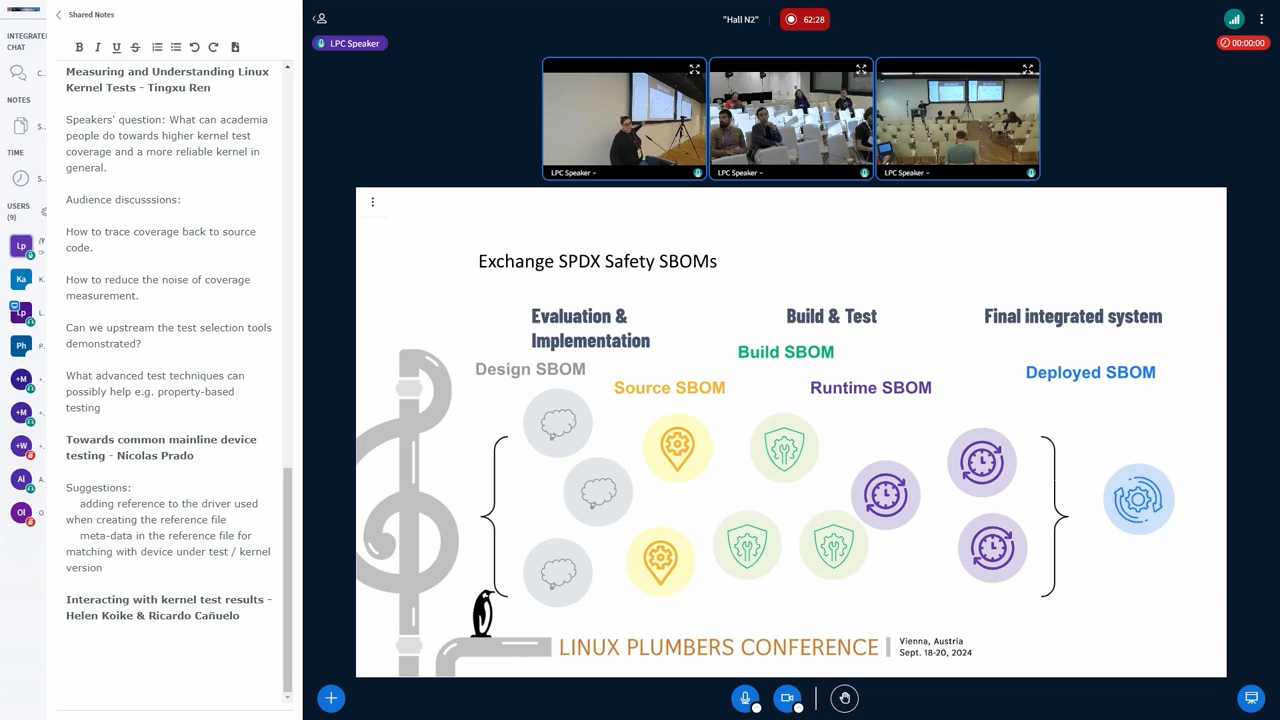 Shared Notes
INTEGRATE
CHAT
C..
NOTES
S..
TIME
S..
USERS
(9)
Lp
Ka
K.
Lp
L.
Ph
P.
+M
+M
+W
Al
A.
Ol
O
Measuring and Understanding Linux
Kernel Tests - Tingxu Ren
Speakers' question: What can academia
people do towards higher kernel test
coverage and a more reliable kernel in
general.
Audience discusssions:
How to trace coverage back to source
code.
How to reduce the noise of coverage
measurement.
Can we upstream the test selection tools
demonstrated?
What advanced test techniques can
possibly help e.g. property-based
testing
Towards common mainline device
testing - Nicolas Prado
Suggestions:
adding reference to the driver used
when creating the reference file
meta-data in the reference file for
matching with device under test / kernel
version
Interacting with kernel test results -
Helen Koike & Ricardo Cañuelo
"Hall N2"
62:28
LPC Speaker
00:00:00
LPC Speaker
LPC Speaker
LPC Speaker
Exchange SPDX Safety SBOMs
Evaluation &
Implementation
Build & Test
Final integrated system
Design SBOM
Source SBOM
Build SBOM
Runtime SBOM
Deployed SBOM
LINUX PLUMBERS CONFERENCE
Vienna, Austria
Sept. 18-20, 2024